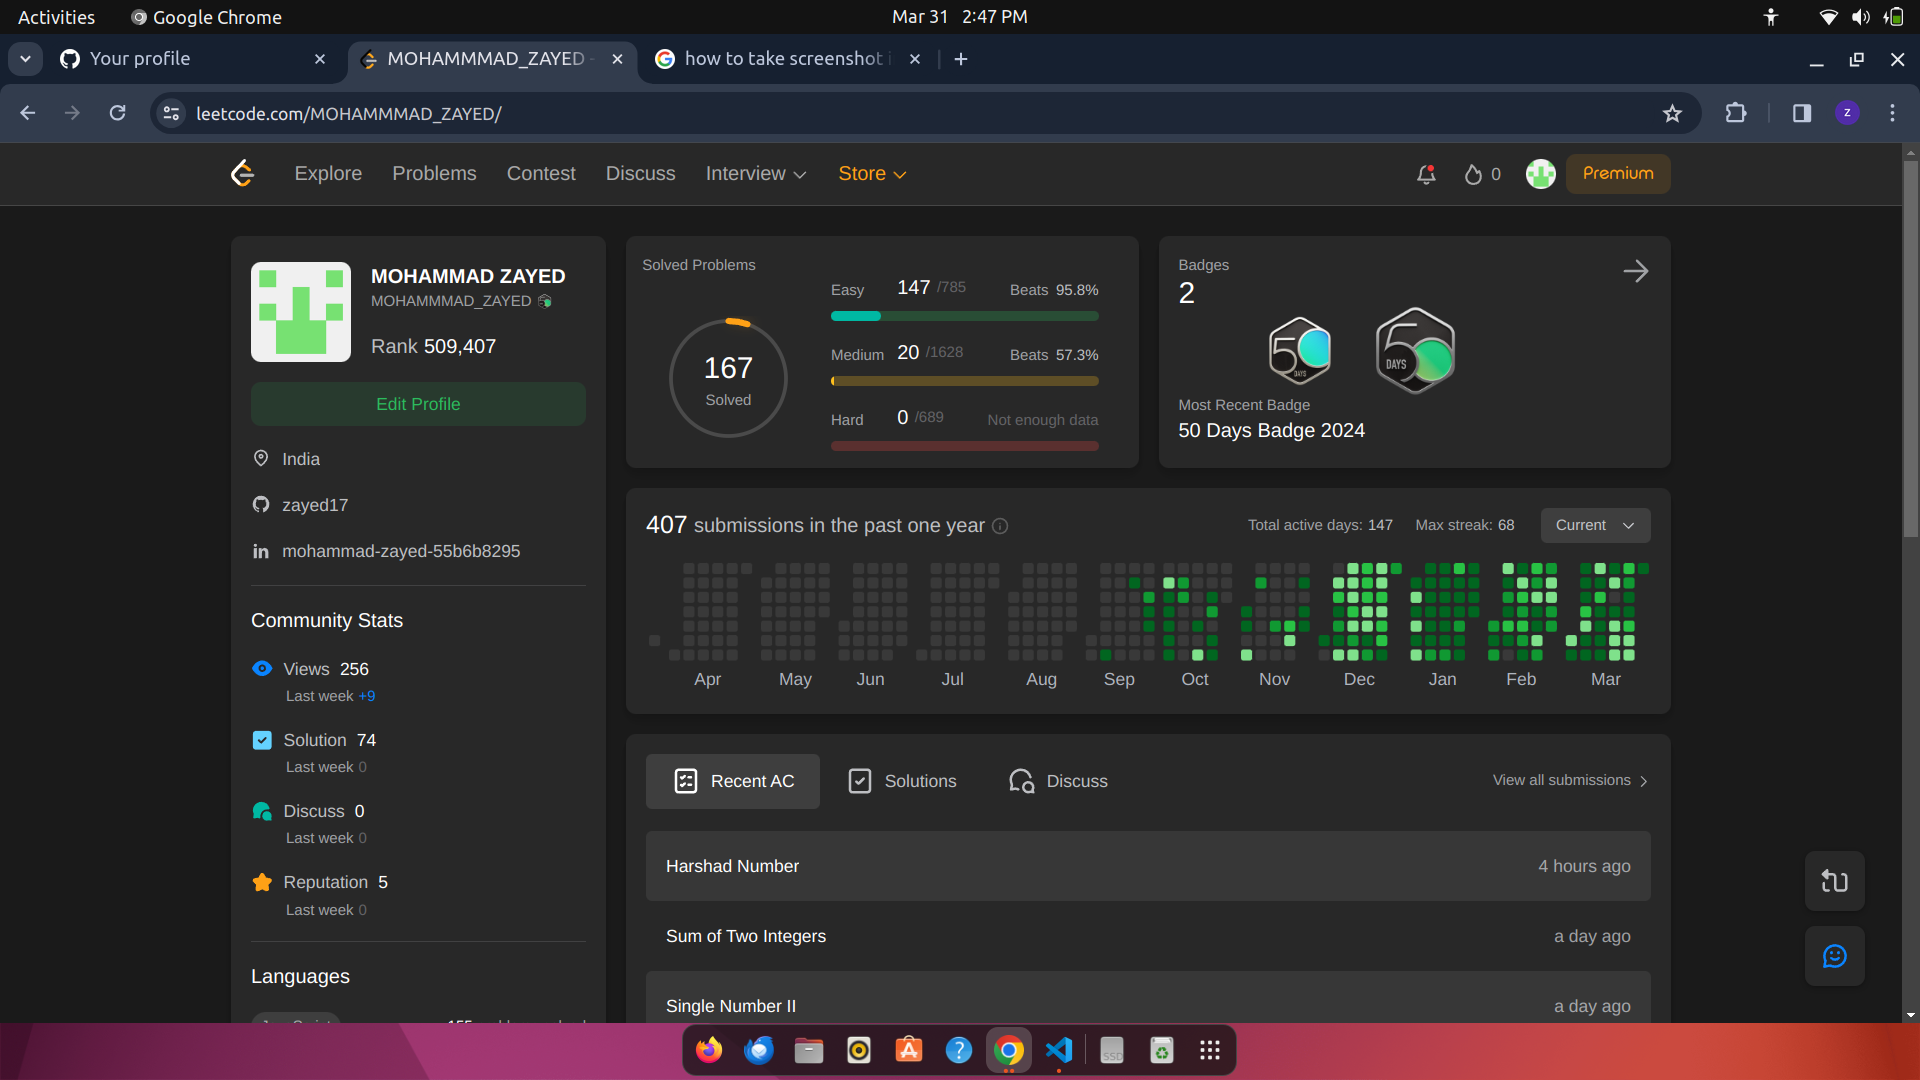 Activities Google Chrome Mar 31 2:47 PM
Your profile MOHAMMMAD_ZAYED - how to take screenshot i
leetcode.com/MOHAMMMAD_ZAYED/ z
Explore Problems Contest Discuss Interview Store 0 Premium
MOHAMMAD ZAYED
MOHAMMMAD_ZAYED
Rank 509,407
Edit Profile
India
zayed17
mohammad-zayed-55b6b8295
Community Stats
Views 256
Last week +9
Solution 74
Last week 0
Discuss 0
Last week 0
Reputation 5
Last week 0
Languages
Solved Problems
167
Solved
Easy 147 /785 Beats 95.8%
Medium 20 /1628 Beats 57.3%
Hard 0 /689 Not enough data
Badges
2
50 DAYS
50 DAYS
Most Recent Badge
50 Days Badge 2024
407 submissions in the past one year Total active days: 147 Max streak: 68 Current
Apr May Jun Jul Aug Sep Oct Nov Dec Jan Feb Mar
Recent AC Solutions Discuss View all submissions
Harshad Number 4 hours ago
Sum of Two Integers a day ago
Single Number II a day ago
SSD